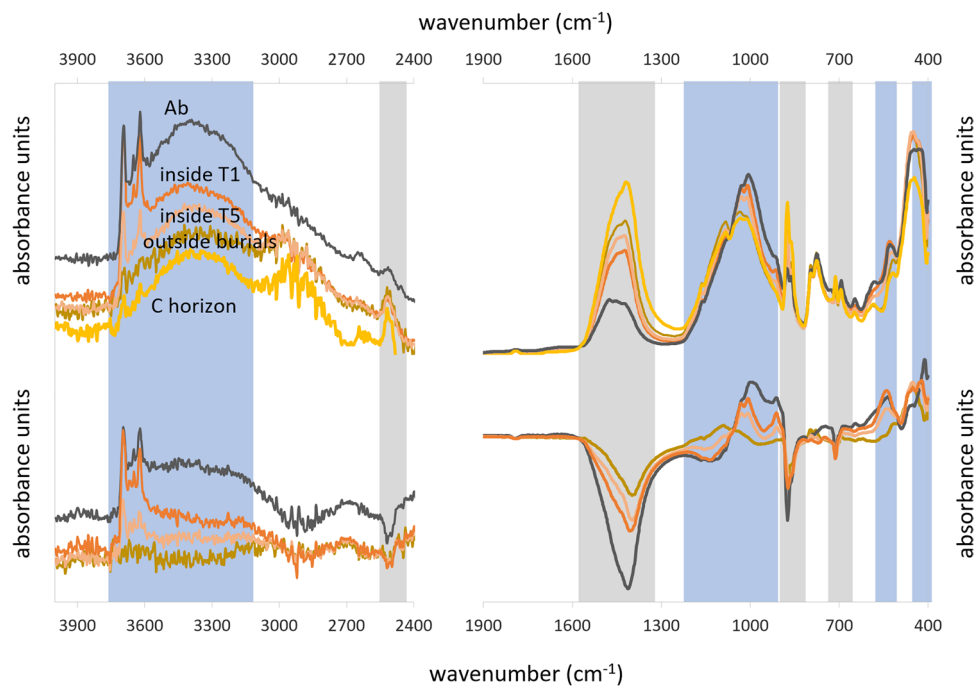 wavenumber (cm-1)
3900 3600 3300 3000 2700 2400 1900 1600 1300 1000 700 400
absorbance units
absorbance units
Ab
inside T1
inside T5
outside burials
C horizon
absorbance units
absorbance units
3900 3600 3300 3000 2700 2400 1900 1600 1300 1000 700 400
wavenumber (cm-1)